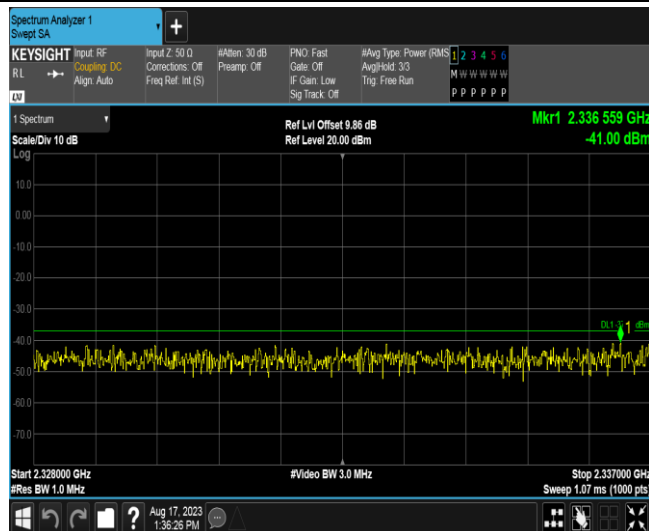 Spectrum Analyzer 1
Swept SA
+
KEYSIGHT
RL
LXI
Input: RF
Coupling: DC
Align: Auto
Input Z: 50 Ω
Corrections: Off
Freq Ref: Int (S)
#Atten: 30 dB
Preamp: Off
PNO: Fast
Gate: Off
IF Gain: Low
Sig Track: Off
#Avg Type: Power (RMS
Avg|Hold: 3/3
Trig: Free Run
1 2 3 4 5 6
M W W W W W
P P P P P P
1 Spectrum
Scale/Div 10 dB
Log
Ref Lvl Offset 9.86 dB
Ref Level 20.00 dBm
Mkr1 2.336 559 GHz
-41.00 dBm
10.0
0.00
-10.0
-20.0
-30.0
-40.0
-50.0
-60.0
-70.0
DL1
1
dBm
Start 2.328000 GHz
#Res BW 1.0 MHz
#Video BW 3.0 MHz
Stop 2.337000 GHz
Sweep 1.07 ms (1000 pts)
?
Aug 17, 2023
1:36:26 PM